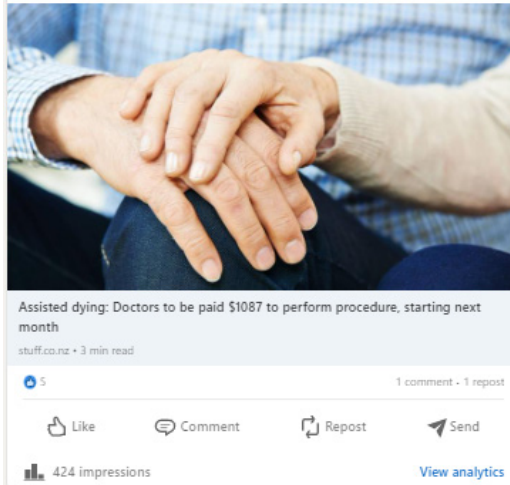 Assisted dying: Doctors to be paid $1087 to perform procedure, starting next
month
stuff.co.nz • 3 min read
5
1 comment • 1 repost
Like
Comment
Repost
Send
424 impressions
View analytics